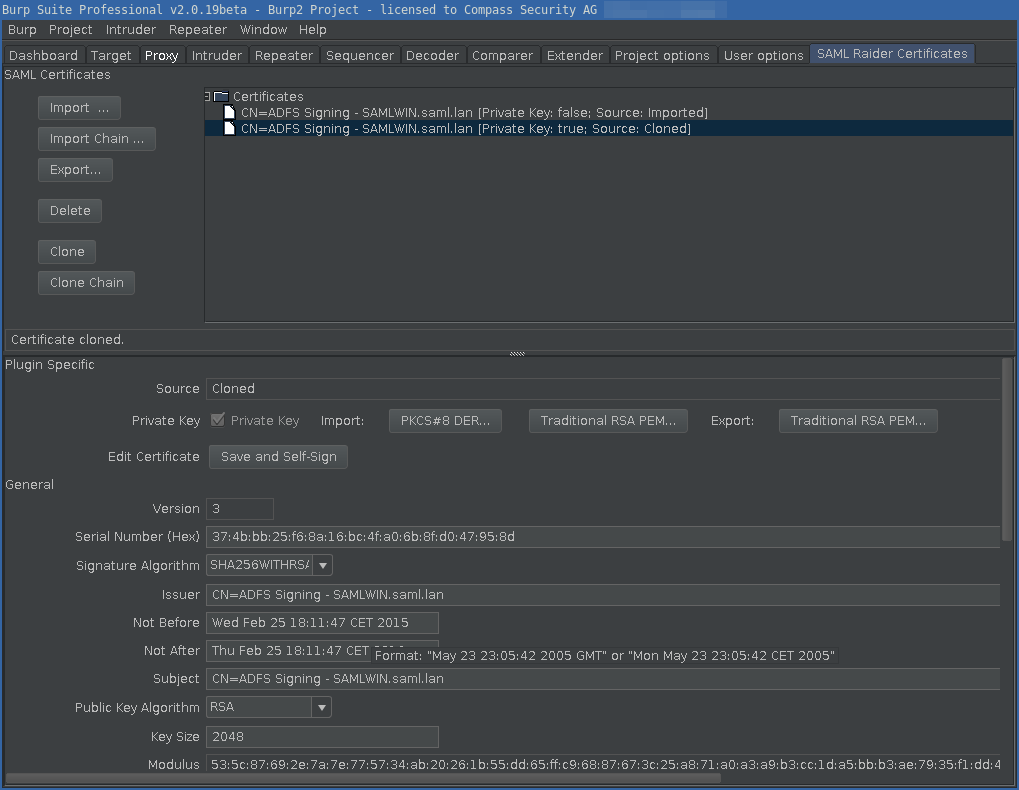 Burp Suite Professional v2.0.19beta - Burp2 Project - licensed to Compass Security AG
Burp Project Intruder Repeater Window Help
Dashboard Target Proxy Intruder Repeater Sequencer Decoder Comparer Extender Project options User options SAML Raider Certificates
SAML Certificates
Certificates
Import ...
CN=ADFS Signing - SAMLWIN.saml.lan [Private Key: false; Source: Imported]
CN=ADFS Signing - SAMLWIN.saml.lan [Private Key: true; Source: Cloned]
Import Chain ...
Export...
Delete
Clone
Clone Chain
Certificate cloned.
Plugin Specific
Source Cloned
Private Key Private Key Import: PKCS#8 DER... Traditional RSA PEM... Export: Traditional RSA PEM...
Edit Certificate Save and Self-Sign
General
Version 3
Serial Number (Hex) 37:4b:bb:25:f6:8a:16:bc:4f:a0:6b:8f:d0:47:95:8d
Signature Algorithm SHA256WITHRSA
Issuer CN=ADFS Signing - SAMLWIN.saml.lan
Not Before Wed Feb 25 18:11:47 CET 2015
Not After Thu Feb 25 18:11:47 CET
Format: "May 23 23:05:42 2005 GMT" or "Mon May 23 23:05:42 CET 2005"
Subject CN=ADFS Signing - SAMLWIN.saml.lan
Public Key Algorithm RSA
Key Size 2048
Modulus 53:5c:87:69:2e:7a:7e:77:57:34:ab:20:26:1b:55:dd:65:ff:c9:68:87:67:3c:25:a8:71:a0:a3:a9:b3:cc:1d:a5:bb:b3:ae:79:35:f1:dd:4